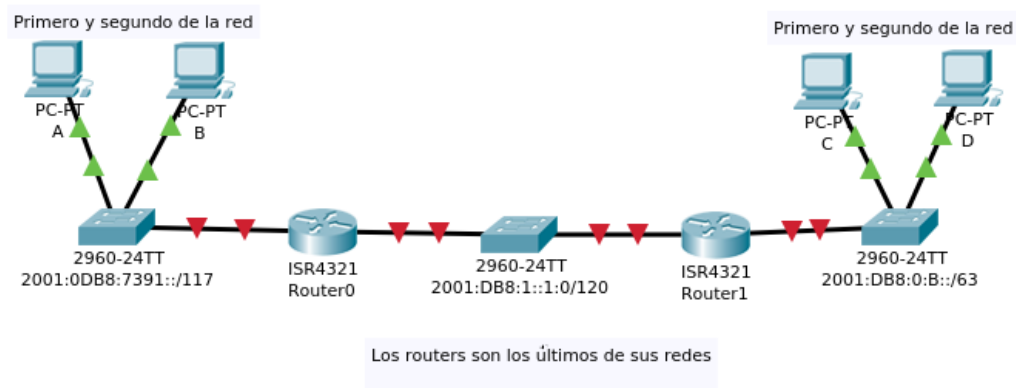 Primero y segundo de la red
Primero y segundo de la red
PC-PT
A
PC-PT
B
PC-PT
C
PC-PT
D
2960-24TT
2001:0DB8:7391::/117
ISR4321
Router0
2960-24TT
2001:DB8:1::1:0/120
ISR4321
Router1
2960-24TT
2001:DB8:0:B::/63
Los routers son los últimos de sus redes